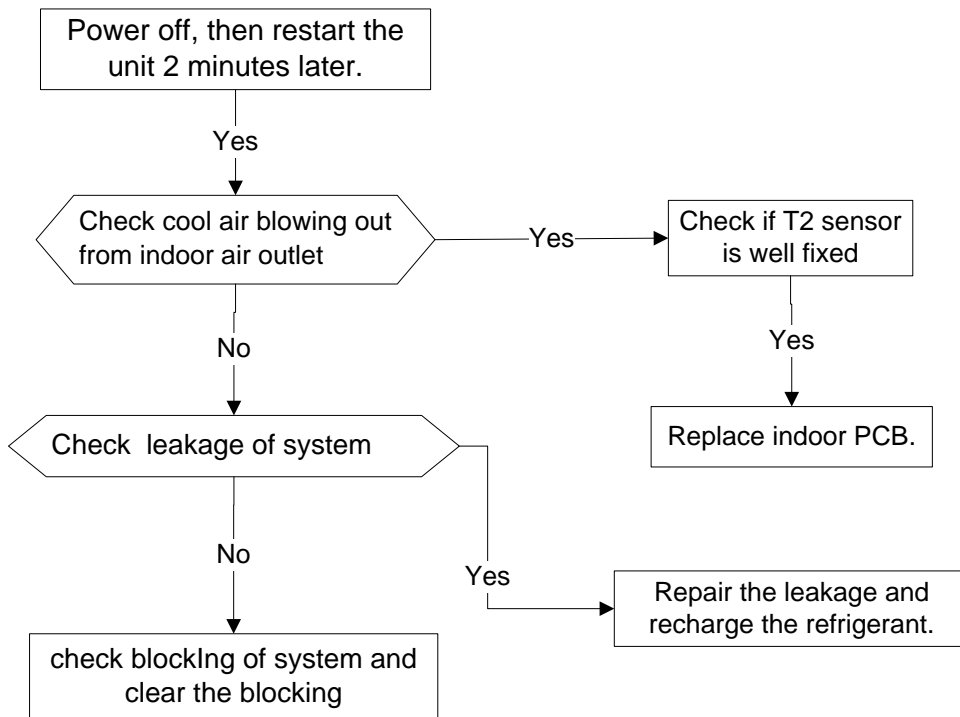 Power off, then restart the
unit 2 minutes later.
Yes
Check cool air blowing out
from indoor air outlet
Yes
Check if T2 sensor
is well fixed
No
Yes
Check leakage of system
Replace indoor PCB.
No
Yes
Repair the leakage and
recharge the refrigerant.
check blockIng of system and
clear the blocking